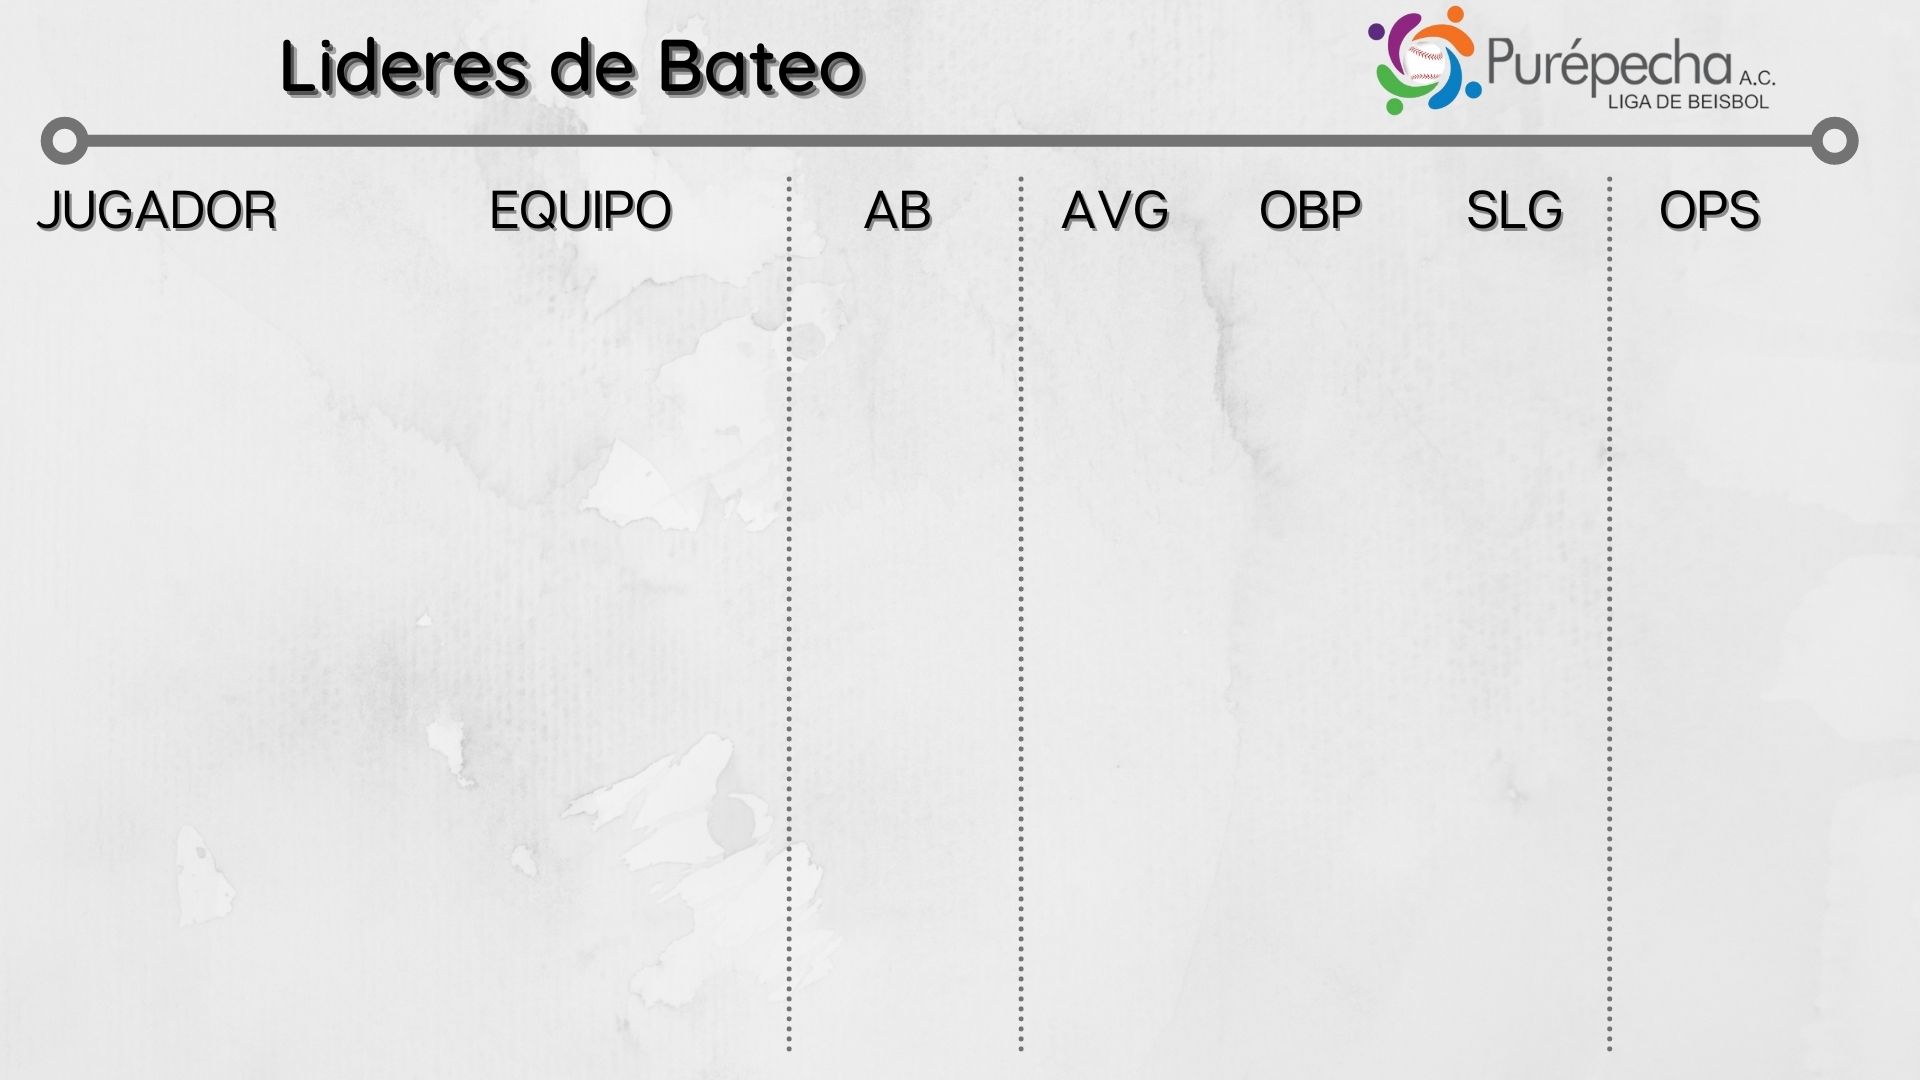 Lideres de Bateo
Purépecha A.C.
LIGA DE BEISBOL
JUGADOR EQUIPO AB AVG OBP SLG OPS